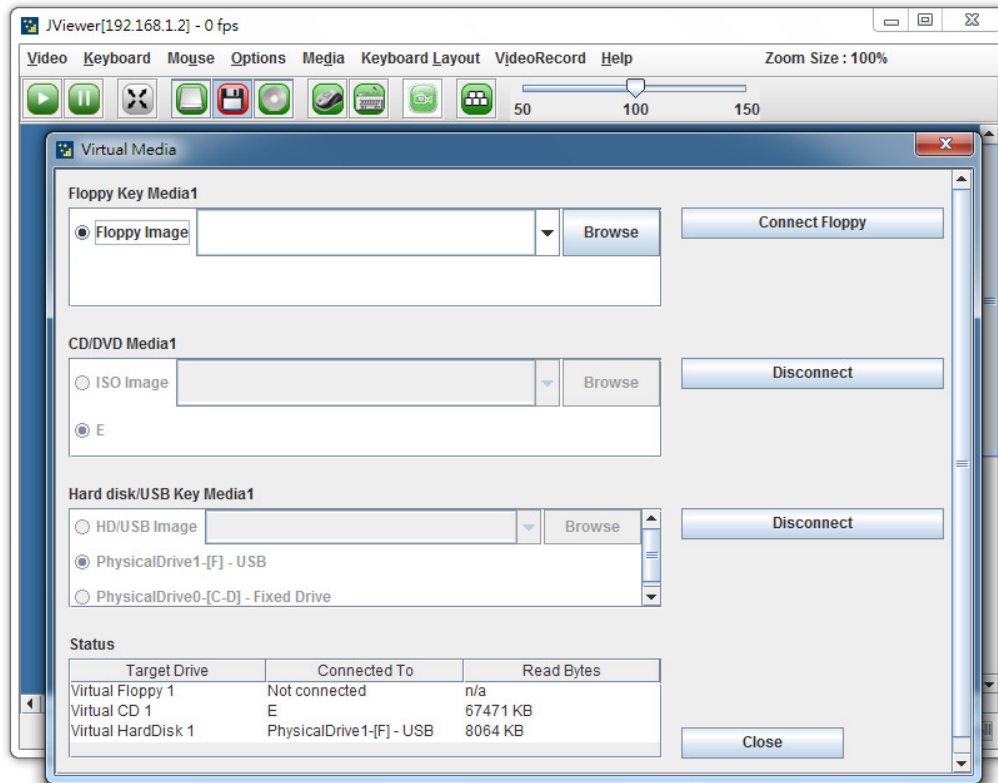 JViewer[192.168.1.2] - 0 fps
Video Keyboard Mouse Options Media Keyboard Layout VideoRecord Help Zoom Size : 100%
50 100 150
Virtual Media
Floppy Key Media1
Floppy Image Browse Connect Floppy
CD/DVD Media1
ISO Image Browse Disconnect
E
Hard disk/USB Key Media1
HD/USB Image Browse Disconnect
PhysicalDrive1-[F] - USB
PhysicalDrive0-[C-D] - Fixed Drive
Status
Target Drive Connected To Read Bytes
Virtual Floppy 1 Not connected n/a
Virtual CD 1 E 67471 KB
Virtual HardDisk 1 PhysicalDrive1-[F] - USB 8064 KB
Close